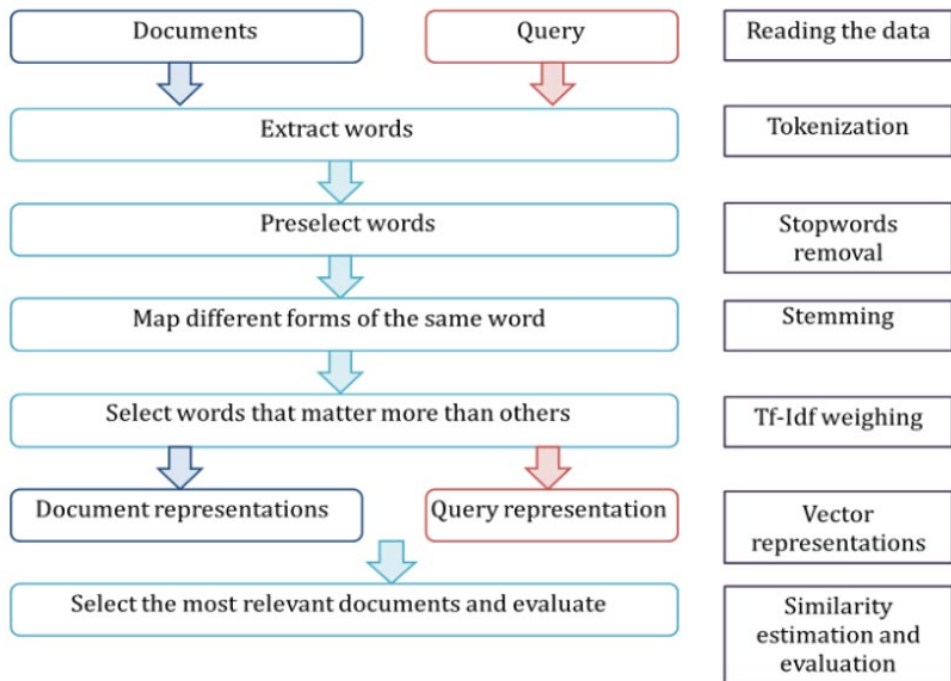 Documents
Query
Reading the data
Extract words
Tokenization
Preselect words
Stopwords
removal
Map different forms of the same word
Stemming
Select words that matter more than others
Tf-Idf weighing
Document representations
Query representation
Vector
representations
Select the most relevant documents and evaluate
Similarity
estimation and
evaluation